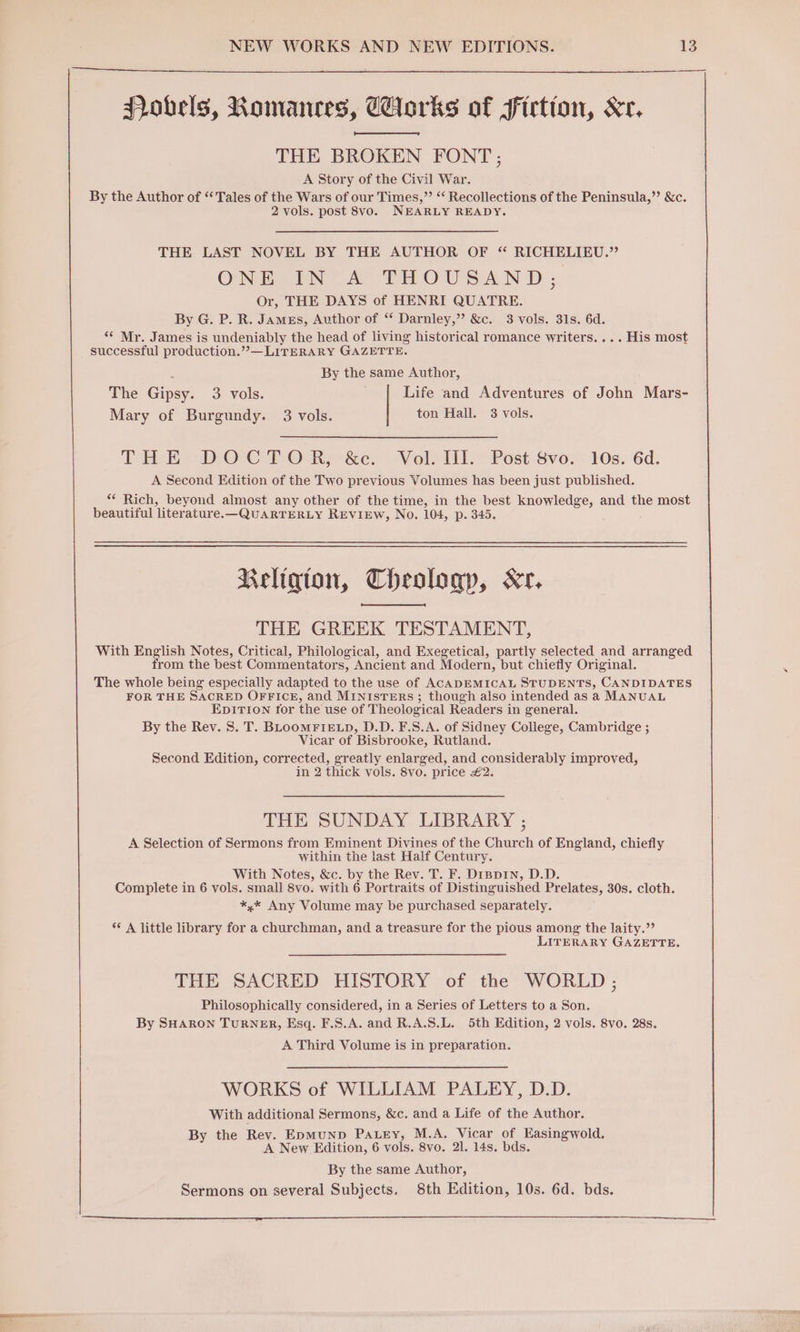 NEW WORKS AND NEW EDITIONS. 13
Novels, Romances, Works of Fiction, &c.
THE BROKEN FONT;
A Story of the Civil War.
By the Author of “Tales of the Wars of our Times,” “Recollections of the Peninsula,” &c.
2 vols. post 8vo. NEARLY READY.
THE LAST NOVEL BY THE AUTHOR OF “RICHELIEU.”
ONE IN A THOUSAND;
Or, THE DAYS of HENRI QUATRE.
By G. P. R. JAMES, Author of “Darnley,” &c. 3 vols. 31s. 6d.
“Mr. James is undeniably the head of living historical romance writers.... His most
successful production.”—LITERARY GAZETTE.
By the same Author,
The Gipsy. 3 vols.
Mary of Burgundy. 3 vols.
Life and Adventures of John Mars-
ton Hall. 3 vols.
THE DOCTOR, &c. Vol. III. Post 8vo. 10s. 6d.
A Second Edition of the Two previous Volumes has been just published.
“Rich, beyond almost any other of the time, in the best knowledge, and the most
beautiful literature.—QUARTERLY REVIEW, No. 104, p. 345.
Religion, Theology, &c.
THE GREEK TESTAMENT,
With English Notes, Critical, Philological, and Exegetical, partly selected and arranged
from the best Commentators, Ancient and Modern, but chiefly Original.
The whole being especially adapted to the use of ACADEMICAL STUDENTS, CANDIDATES
FOR THE SACRED OFFICE, and MINISTERS; though also intended as a MANUAL
EDITION for the use of Theological Readers in general.
By the Rev. S. T. BLOOMFIELD, D.D. F.S.A. of Sidney College, Cambridge;
Vicar of Bisbrooke, Rutland.
Second Edition, corrected, greatly enlarged, and considerably improved,
in 2 thick vols. 8vo. price £2.
THE SUNDAY LIBRARY;
A Selection of Sermons from Eminent Divines of the Church of England, chiefly
within the last Half Century.
With Notes, &c. by the Rev. T. F. DIBDIN, D.D.
Complete in 6 vols. small 8vo. with 6 Portraits of Distinguished Prelates, 30s. cloth.
*** Any Volume may be purchased separately.
“A little library for a churchman, and a treasure for the pious among the laity.”
LITERARY GAZETTE.
THE SACRED HISTORY of the WORLD;
Philosophically considered, in a Series of Letters to a Son.
By SHARON TURNER, Esq. F.S.A. and R.A.S.L. 5th Edition, 2 vols. 8vo. 28s.
A Third Volume is in preparation.
WORKS of WILLIAM PALEY, D.D.
With additional Sermons, &c. and a Life of the Author.
By the Rev. EDMUND PALEY, M.A. Vicar of Easingwold.
A New Edition, 6 vols. 8vo. 2l. 14s. bds.
By the same Author,
Sermons on several Subjects. 8th Edition, 10s. 6d. bds.